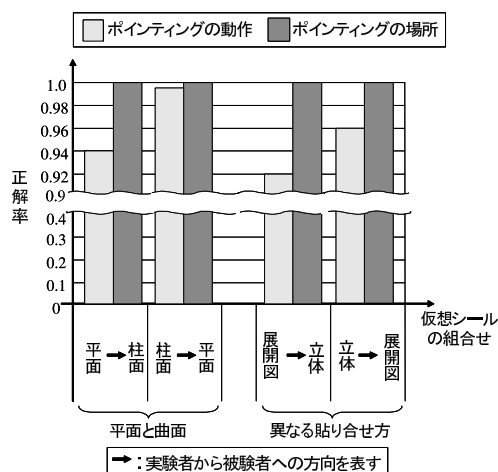 ポインティングの動作 ポインティングの場所
1.0
0.98
0.96
0.94
0.92
0.9
0.4
0.3
0.2
0.1
0
正解率
仮想シール
の組合せ
平面 → 柱面 柱面 → 平面 展開図 → 立体 立体 → 展開図
平面と曲面 異なる貼り合せ方
→ : 実験者から被験者への方向を表す